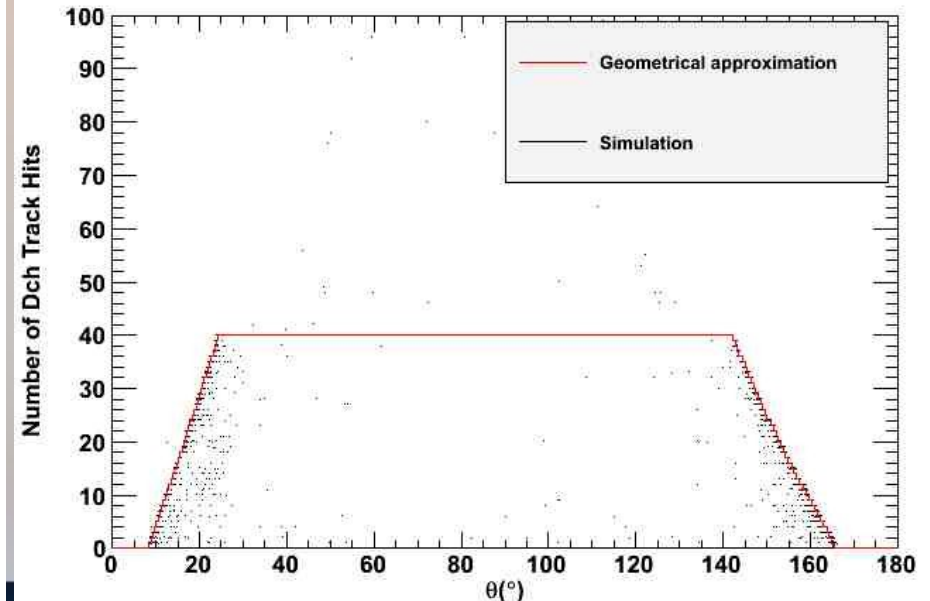 100
90
80
70
60
50
40
30
20
10
0
Number of Dch Track Hits
Geometrical approximation
Simulation
0 20 40 60 80 100 120 140 160 180
θ(°)